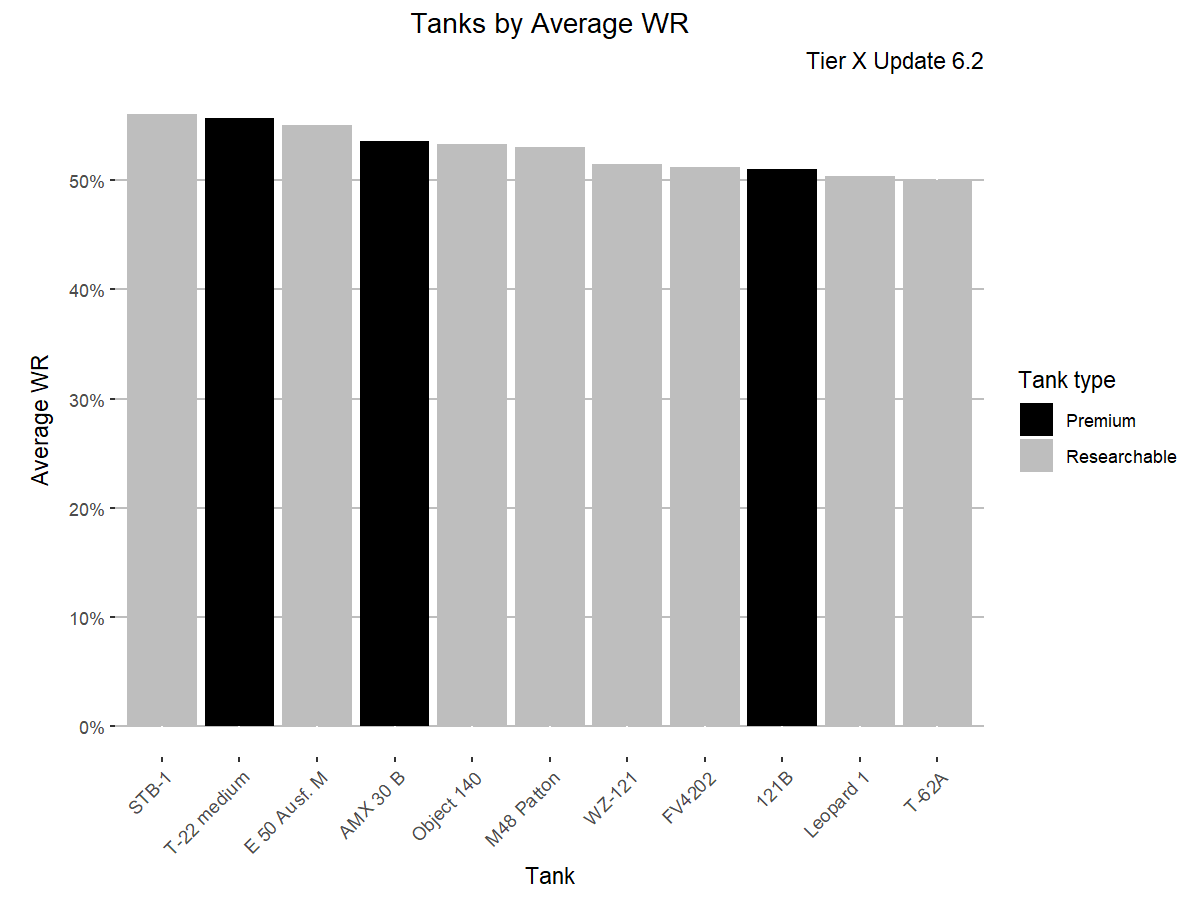 Tanks by Average WR
Tier X Update 6.2
Average WR
50%
40%
30%
20%
10%
0%
STB-1
T-22 medium
E 50 Ausf. M
AMX 30 B
Object 140
M48 Patton
WZ-121
FV4202
121B
Leopard 1
T-62A
Tank
Tank type
Premium
Researchable